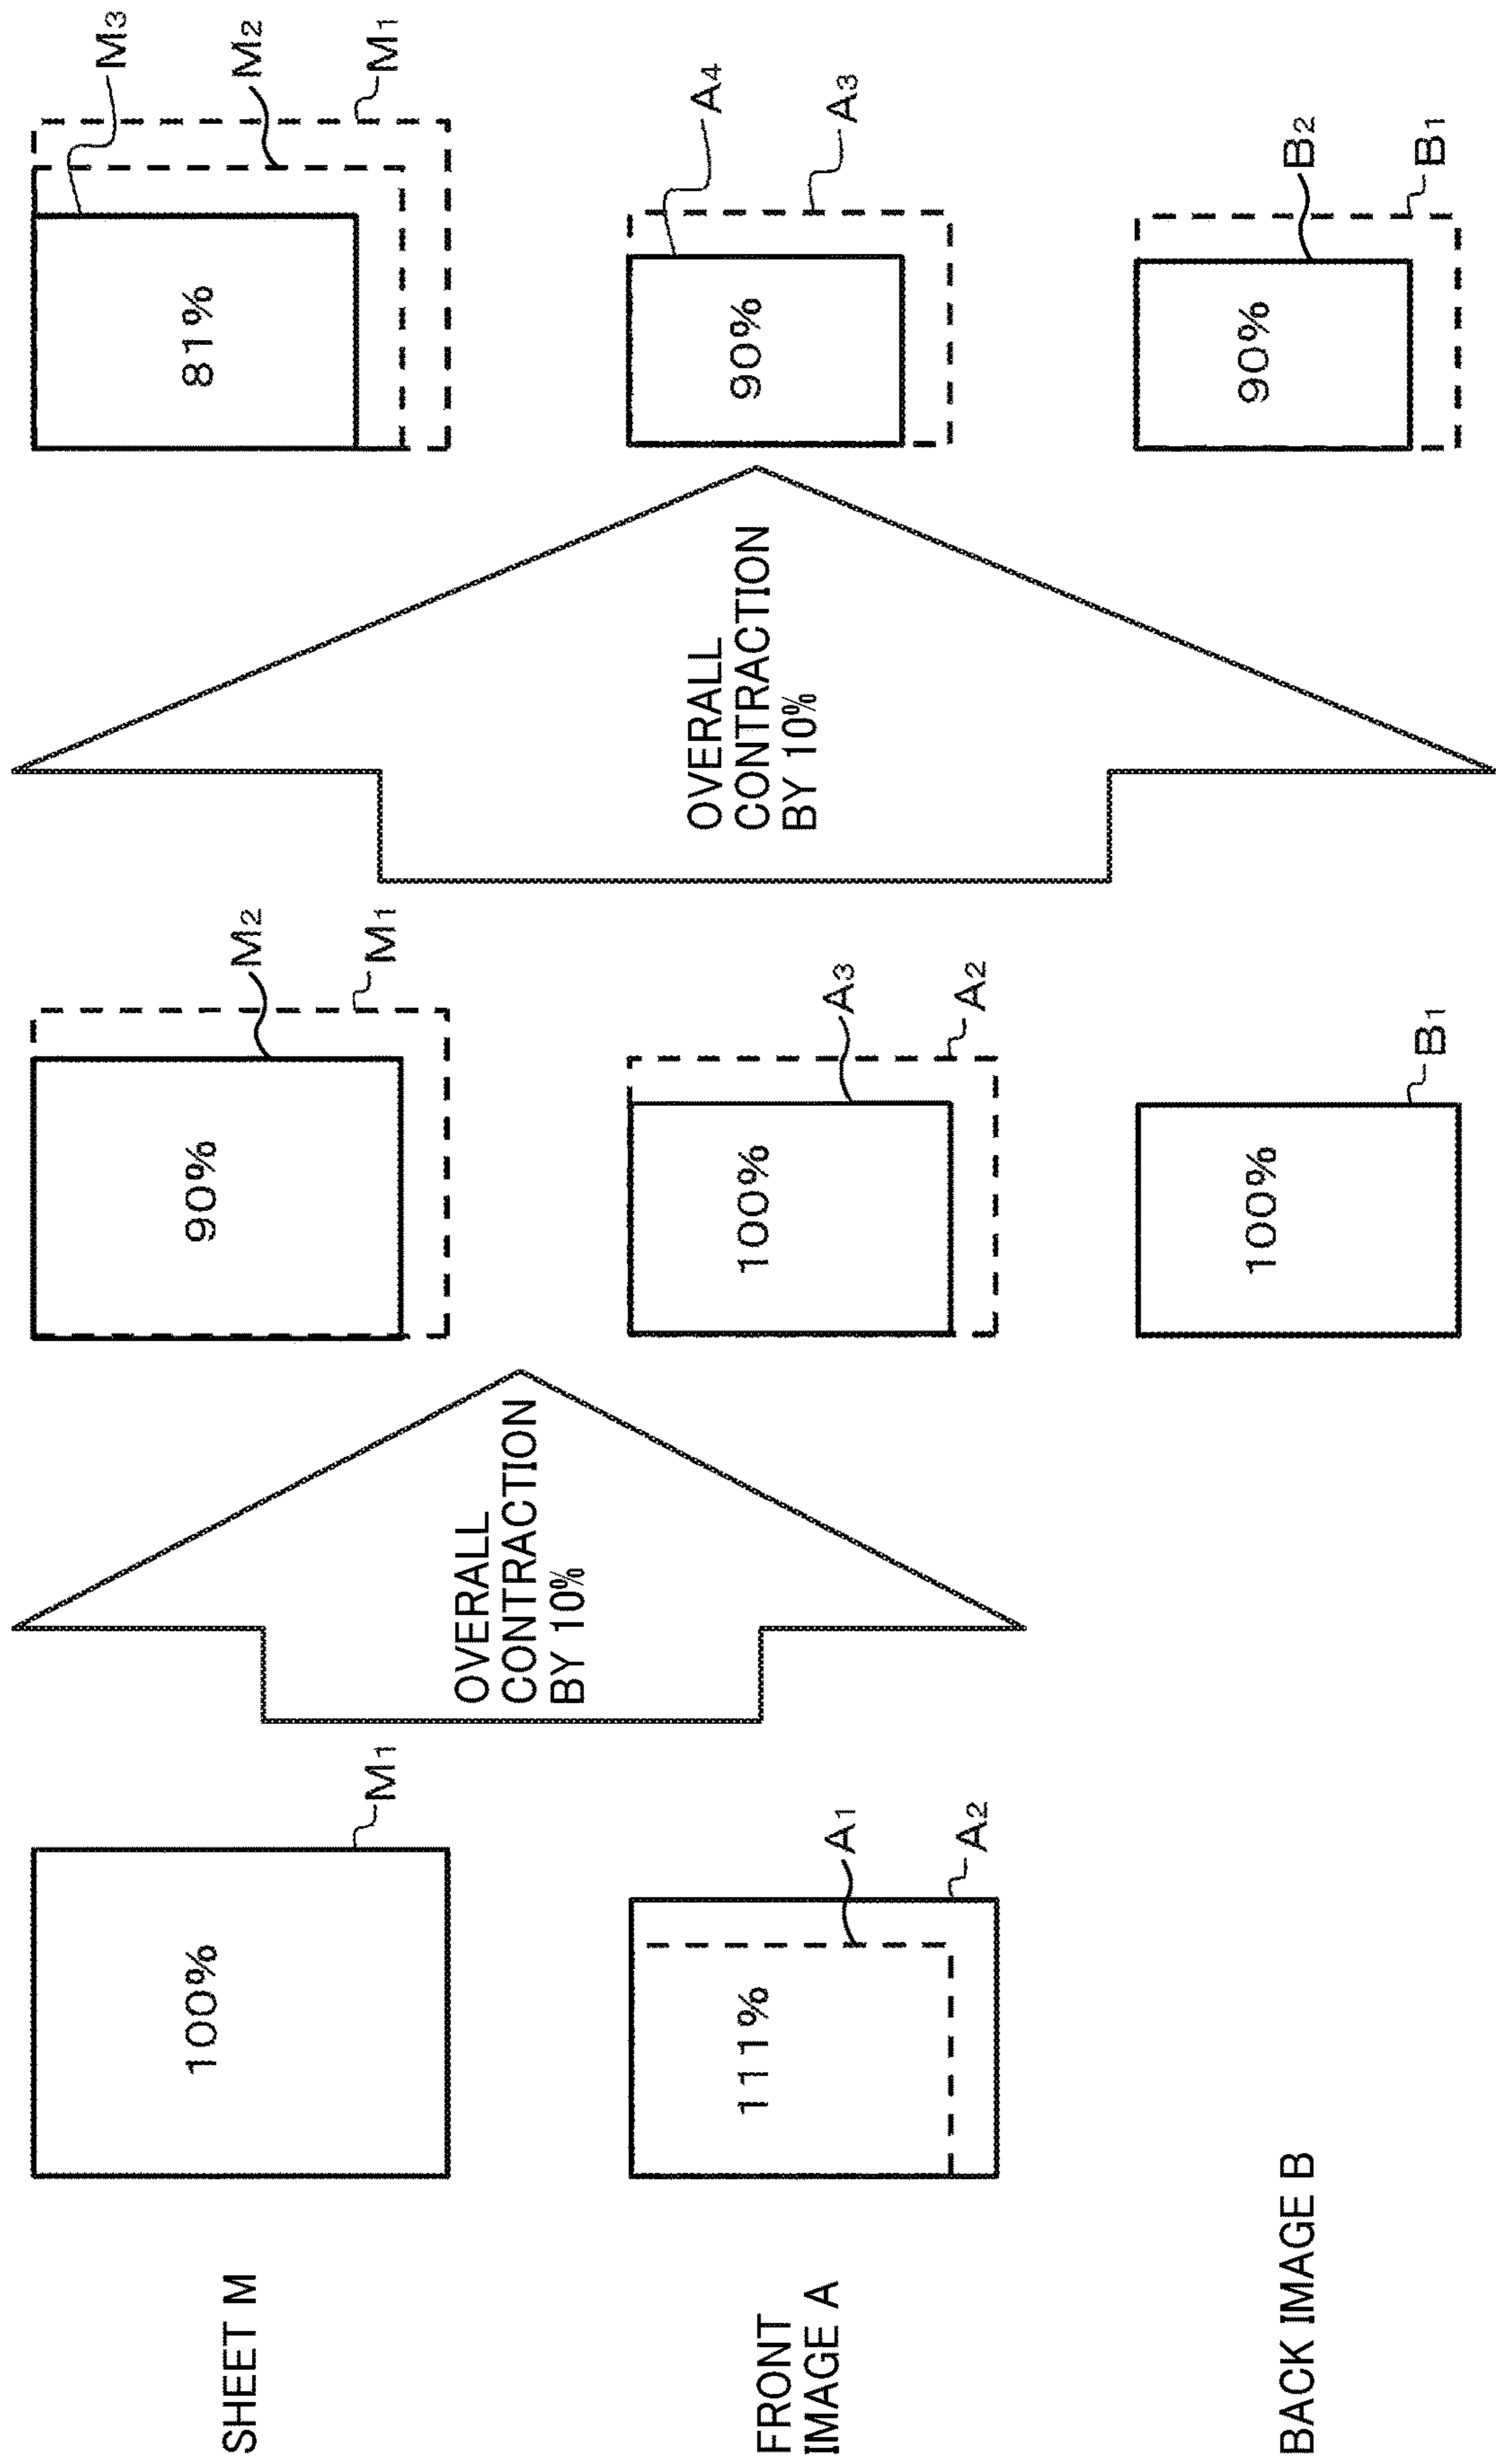 SHEET M
100%
M1
OVERALL
CONTRACTION
BY 10%
90%
M2
M1
OVERALL
CONTRACTION
BY 10%
81%
M3
M2
M1
FRONT
IMAGE A
111%
A1
A2
100%
A3
A2
90%
A4
A3
BACK IMAGE B
100%
B1
90%
B2
B1